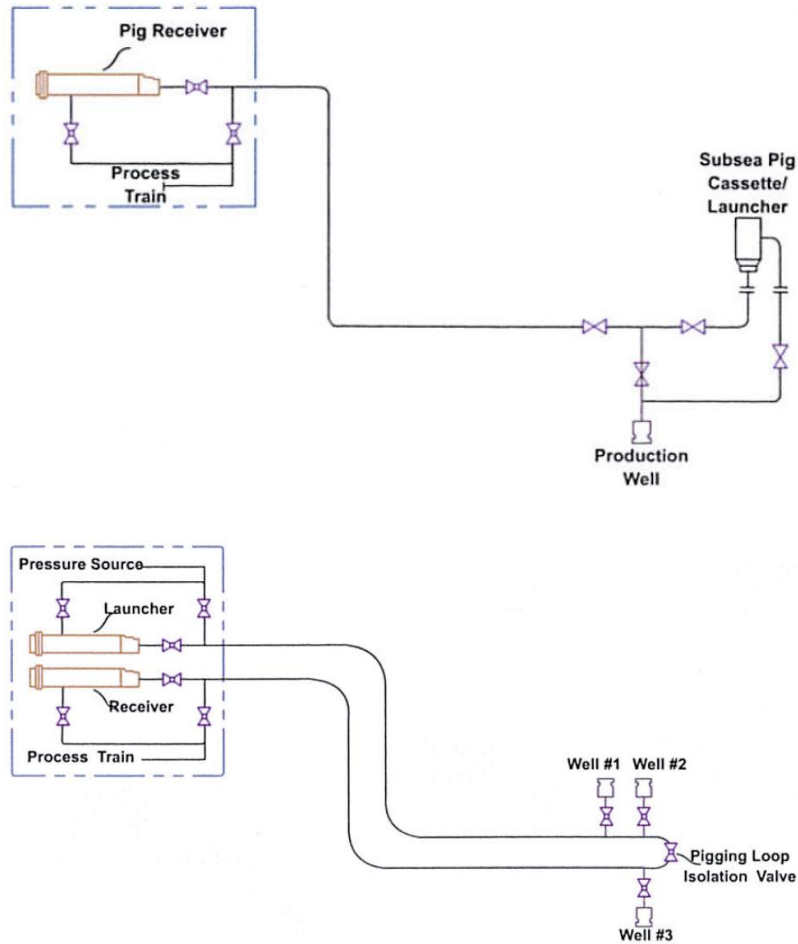 Pig Receiver
Process
Train
Subsea Pig
Cassette/
Launcher
Production
Well
Pressure Source
Launcher
Receiver
Process Train
Well #1
Well #2
Pigging Loop
Isolation Valve
Well #3